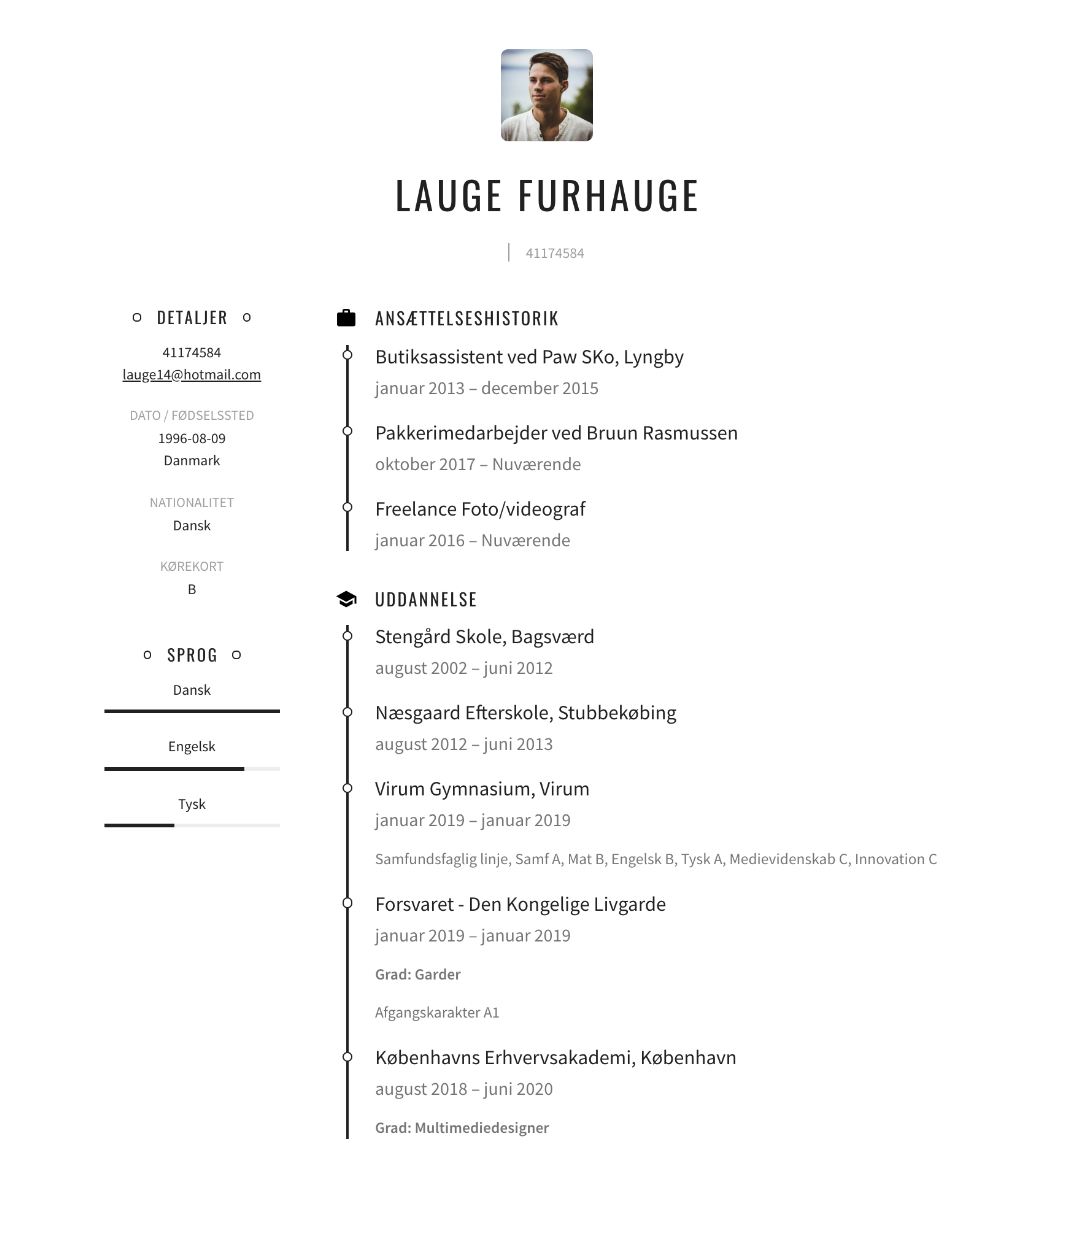 LAUGE FURHAUGE
41174584
DETALJER
41174584
lauge14@hotmail.com
DATO / FØDSELSSTED
1996-08-09
Danmark
NATIONALITET
Dansk
KØREKORT
B
SPROG
Dansk
Engelsk
Tysk
ANSÆTTELSESHISTORIK
Butiksassistent ved Paw SKo, Lyngby
januar 2013 – december 2015
Pakkerimedarbejder ved Bruun Rasmussen
oktober 2017 – Nuværende
Freelance Foto/videograf
januar 2016 – Nuværende
UDDANNELSE
Stengård Skole, Bagsværd
august 2002 – juni 2012
Næsgaard Efterskole, Stubbekøbing
august 2012 – juni 2013
Virum Gymnasium, Virum
januar 2019 – januar 2019
Samfundsfaglig linje, Samf A, Mat B, Engelsk B, Tysk A, Medievidenskab C, Innovation C
Forsvaret - Den Kongelige Livgarde
januar 2019 – januar 2019
Grad: Garder
Afgangskarakter A1
Københavns Erhvervsakademi, København
august 2018 – juni 2020
Grad: Multimediedesigner